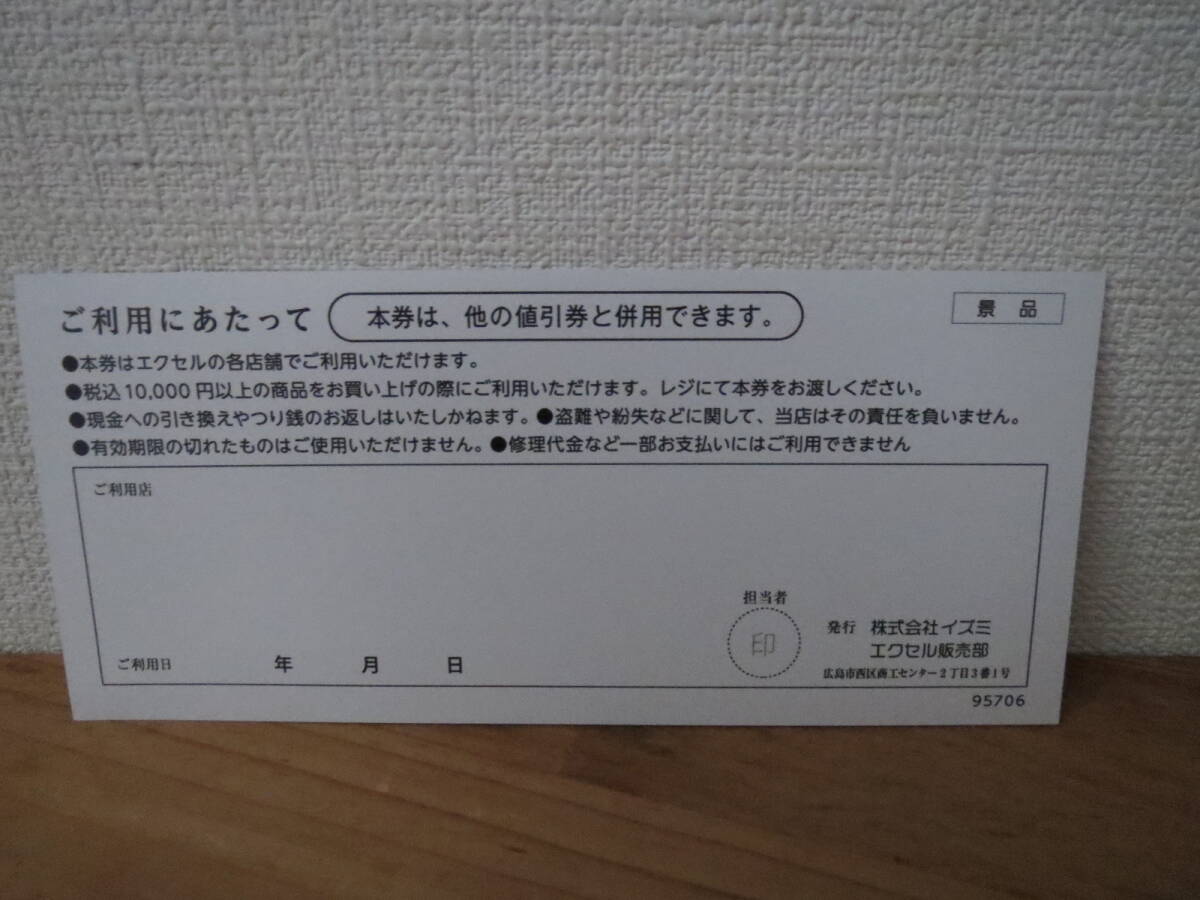 ご利用にあたって 本券は、他の値引券と併用できます。 景品
●本券はエクセルの各店舗でご利用いただけます。
●税込10,000円以上の商品をお買い上げの際にご利用いただけます。レジにて本券をお渡しください。
●現金への引き換えやつり銭のお返しはいたしかねます。●盗難や紛失などに関して、当店はその責任を負いません。
●有効期限の切れたものはご使用いただけません。●修理代金など一部お支払いにはご利用できません
ご利用店
担当者
印
発行 株式会社イズミ
エクセル販売部
広島市西区商工センター2丁目3番1号
ご利用日 年 月 日
95706